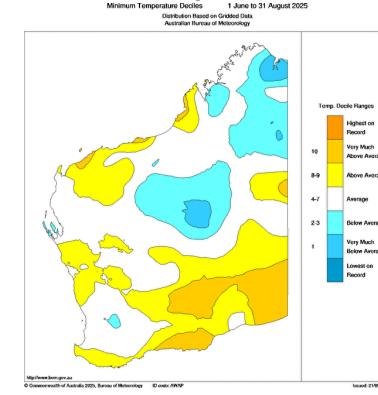 Minimum Temperature Deciles 1 June to 31 August 2025
Distribution Based on Gridded Data
Australian Bureau of Meteorology
Temp. Decile Ranges
Highest on
Record
10 Very Much
Above Avera
8-9 Above Avera
4-7 Average
2-3 Below Avera
1 Very Much
Below Avera
Lowest on
Record
http://www.bom.gov.au
© Commonwealth of Australia 2025, Bureau of Meteorology ID code: AWAP Issued: 21/0